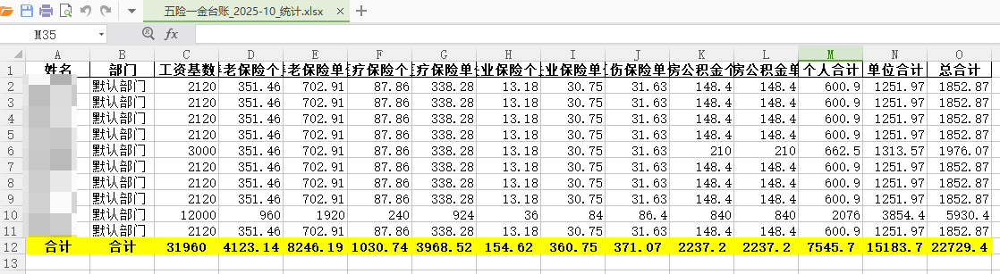 五险一金台账_2025-10_统计.xlsx × +
M35 fx
A B C D E F G H I J K L M N O
1 姓名 部门 工资基数 老保险个 老保险单 疗保险个 疗保险单 业保险个 业保险单 伤保险单 房公积金个 房公积金单 个人合计 单位合计 总合计
2 默认部门 2120 351.46 702.91 87.86 338.28 13.18 30.75 31.63 148.4 148.4 600.9 1251.97 1852.87
3 默认部门 2120 351.46 702.91 87.86 338.28 13.18 30.75 31.63 148.4 148.4 600.9 1251.97 1852.87
4 默认部门 2120 351.46 702.91 87.86 338.28 13.18 30.75 31.63 148.4 148.4 600.9 1251.97 1852.87
5 默认部门 2120 351.46 702.91 87.86 338.28 13.18 30.75 31.63 148.4 148.4 600.9 1251.97 1852.87
6 默认部门 3000 351.46 702.91 87.86 338.28 13.18 30.75 31.63 210 210 662.5 1313.57 1976.07
7 默认部门 2120 351.46 702.91 87.86 338.28 13.18 30.75 31.63 148.4 148.4 600.9 1251.97 1852.87
8 默认部门 2120 351.46 702.91 87.86 338.28 13.18 30.75 31.63 148.4 148.4 600.9 1251.97 1852.87
9 默认部门 2120 351.46 702.91 87.86 338.28 13.18 30.75 31.63 148.4 148.4 600.9 1251.97 1852.87
10 默认部门 12000 960 1920 240 924 36 84 86.4 840 840 2076 3854.4 5930.4
11 默认部门 2120 351.46 702.91 87.86 338.28 13.18 30.75 31.63 148.4 148.4 600.9 1251.97 1852.87
12 合计 合计 31960 4123.14 8246.19 1030.74 3968.52 154.62 360.75 371.07 2237.2 2237.2 7545.7 15183.7 22729.4
13